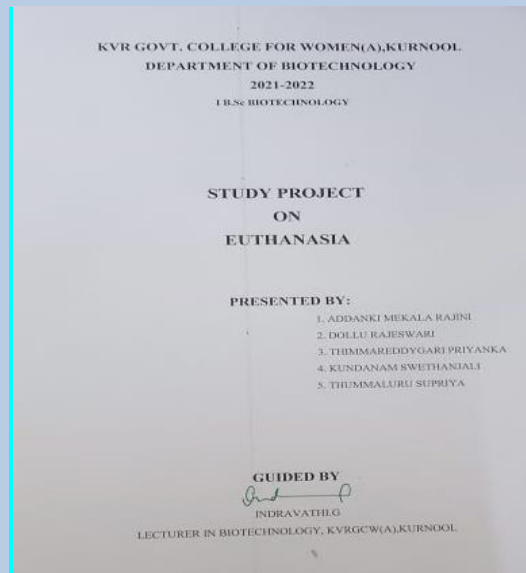 KVR GOVT. COLLEGE FOR WOMEN(A),KURNOOL
DEPARTMENT OF BIOTECHNOLOGY
2021-2022
I B.Sc BIOTECHNOLOGY
STUDY PROJECT
ON
EUTHANASIA
PRESENTED BY:
1. ADDANKI MEKALA RAJINI
2. DOLLU RAJESWARI
3. THIMMAREDDYGARI PRIYANKA
4. KUNDANAM SWETHANJALI
5. THUMMALURU SUPRIYA
GUIDED BY
INDRAVATHI.G
LECTURER IN BIOTECHNOLOGY, KVRGCW(A),KURNOOL